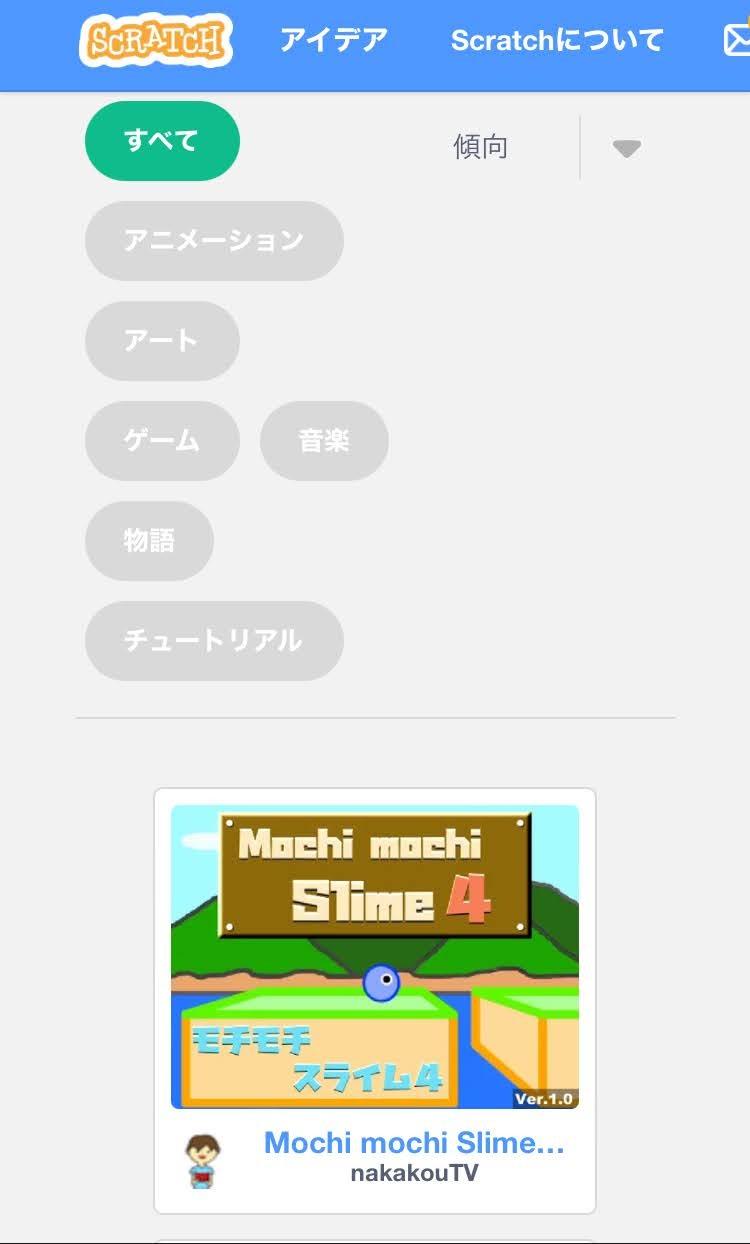 SCRATCH アイデア Scratchについて
すべて 傾向
アニメーション
アート
ゲーム 音楽
物語
チュートリアル
Mochi mochi
Slime 4
モチモチ
スライム4
Ver.1.0
Mochi mochi Slime...
nakakouTV